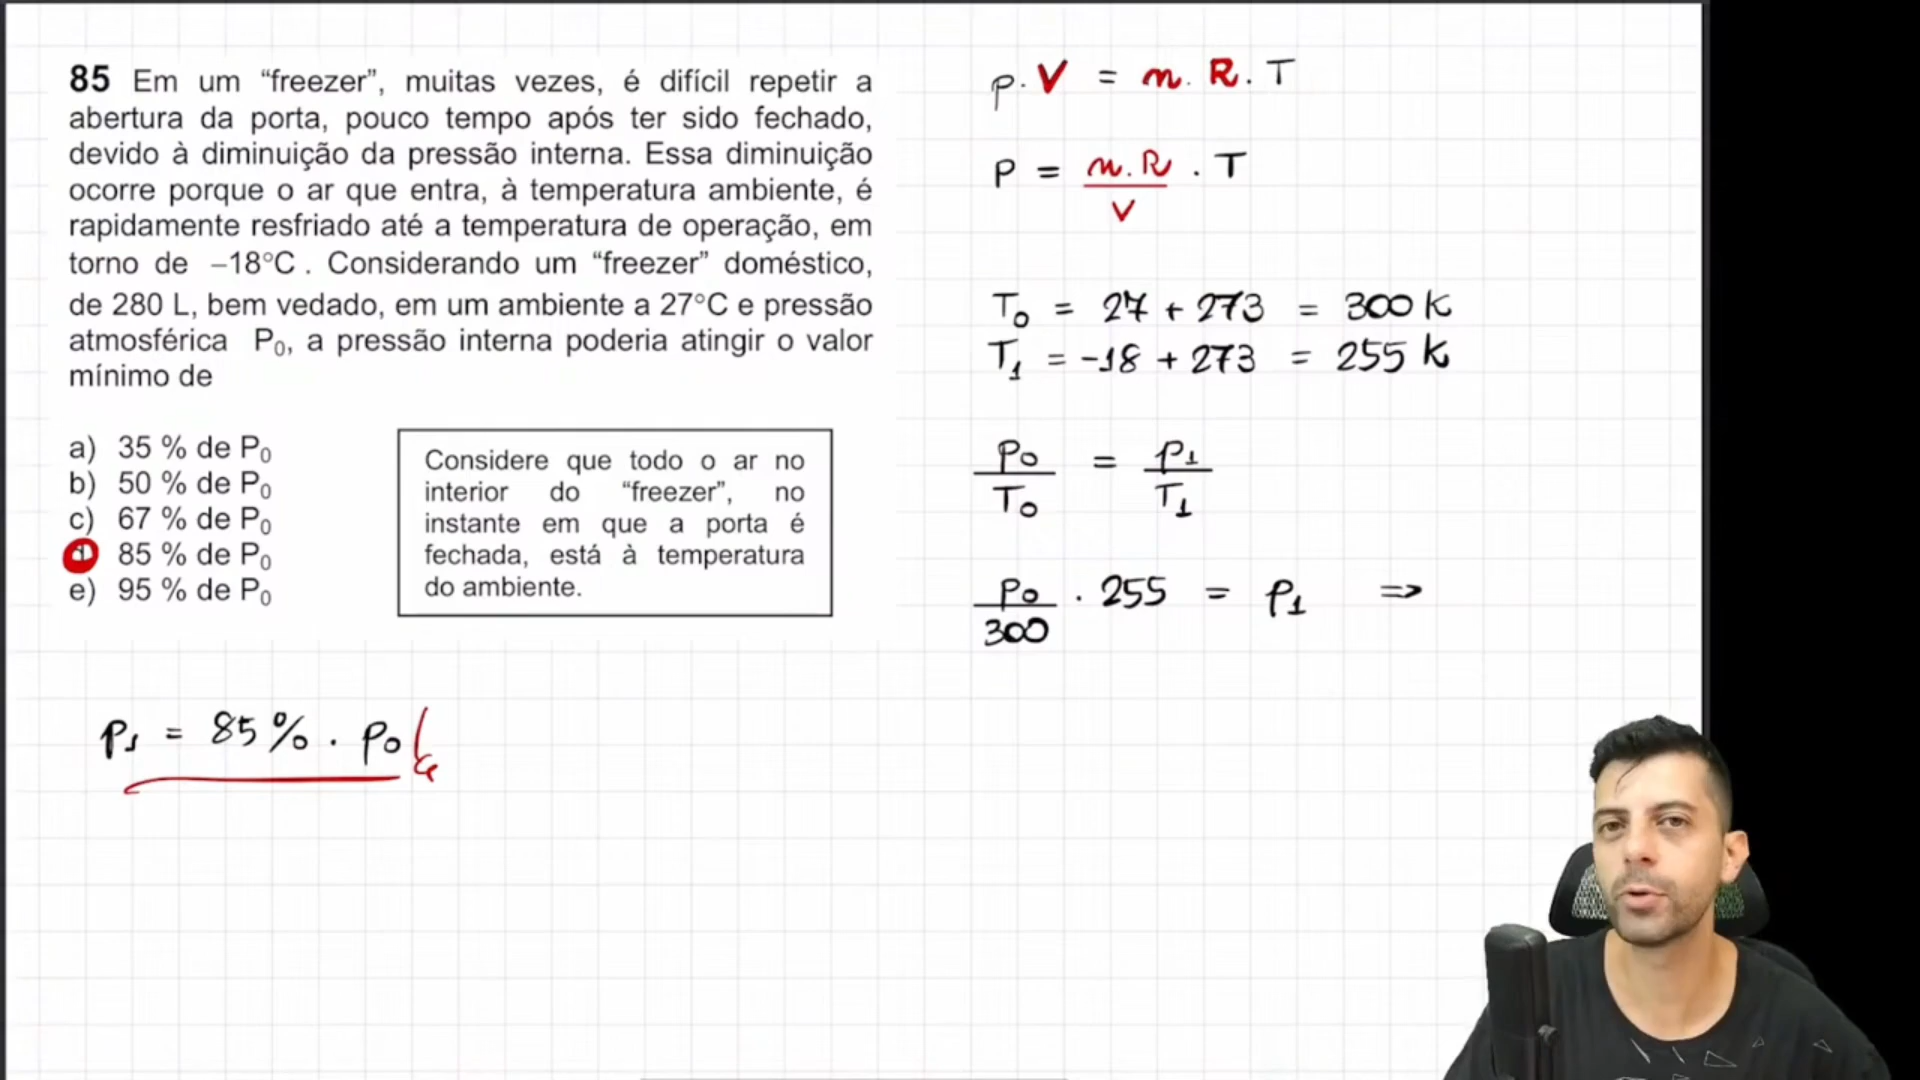 85 Em um “freezer”, muitas vezes, é difícil repetir a
abertura da porta, pouco tempo após ter sido fechado,
devido à diminuição da pressão interna. Essa diminuição
ocorre porque o ar que entra, à temperatura ambiente, é
rapidamente resfriado até a temperatura de operação, em
torno de –18°C . Considerando um “freezer” doméstico,
de 280 L, bem vedado, em um ambiente a 27°C e pressão
atmosférica P₀, a pressão interna poderia atingir o valor
mínimo de
a) 35 % de P₀
b) 50 % de P₀
c) 67 % de P₀
85 % de P₀
e) 95 % de P₀
Considere que todo o ar no
interior do “freezer”, no
instante em que a porta é
fechada, está à temperatura
do ambiente.
P₁ = 85% . P₀
P . V = n . R . T
P = n.R/V . T
T₀ = 27 + 273 = 300 K
T₁ = -18 + 273 = 255 K
P₀/T₀ = P₁/T₁
P₀/300 . 255 = P₁ ⇒